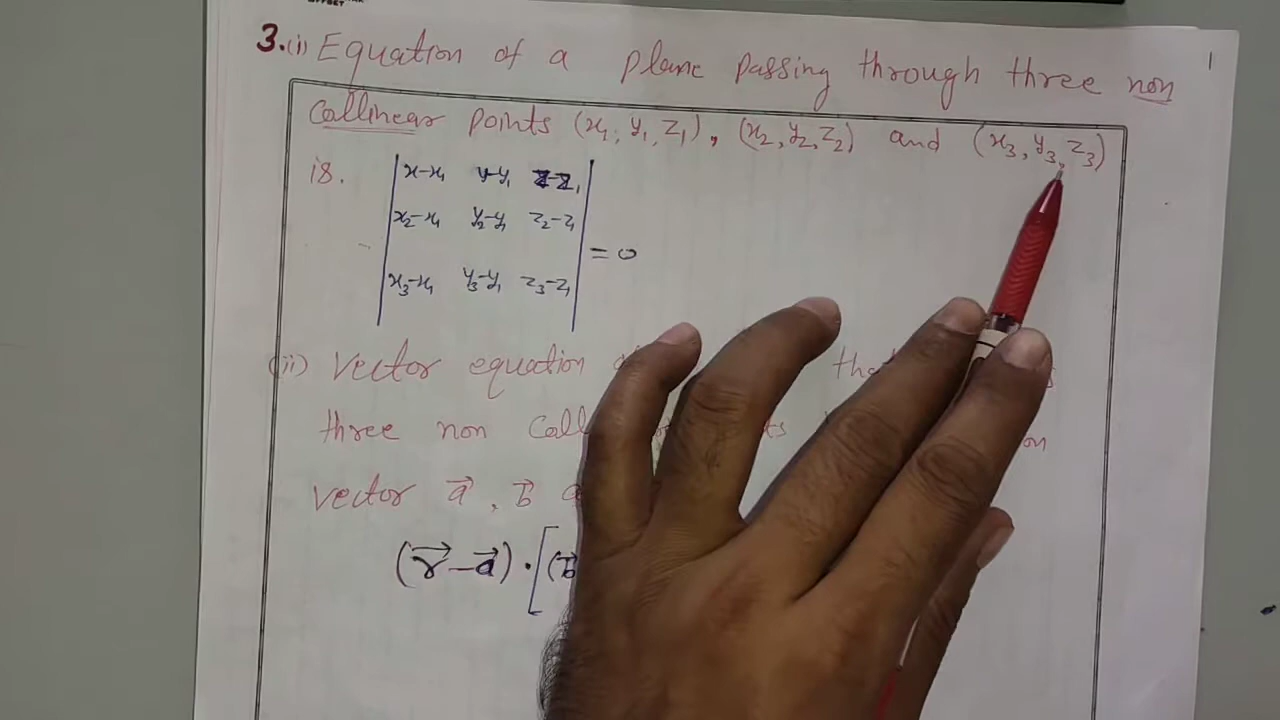 OFFSET
3.(i) Equation of a plane passing through three non
Collinear points (x₁, y₁, z₁), (x₂, y₂, z₂) and (x₃, y₃, z₃)
is. | x-x₁ y-y₁ z-z₁ |
| x₂-x₁ y₂-y₁ z₂-z₁ | = 0
| x₃-x₁ y₃-y₁ z₃-z₁ |
(ii) Vector equation
three non
vector a⃗, b⃗
(r⃗-a⃗)·[(b⃗
1